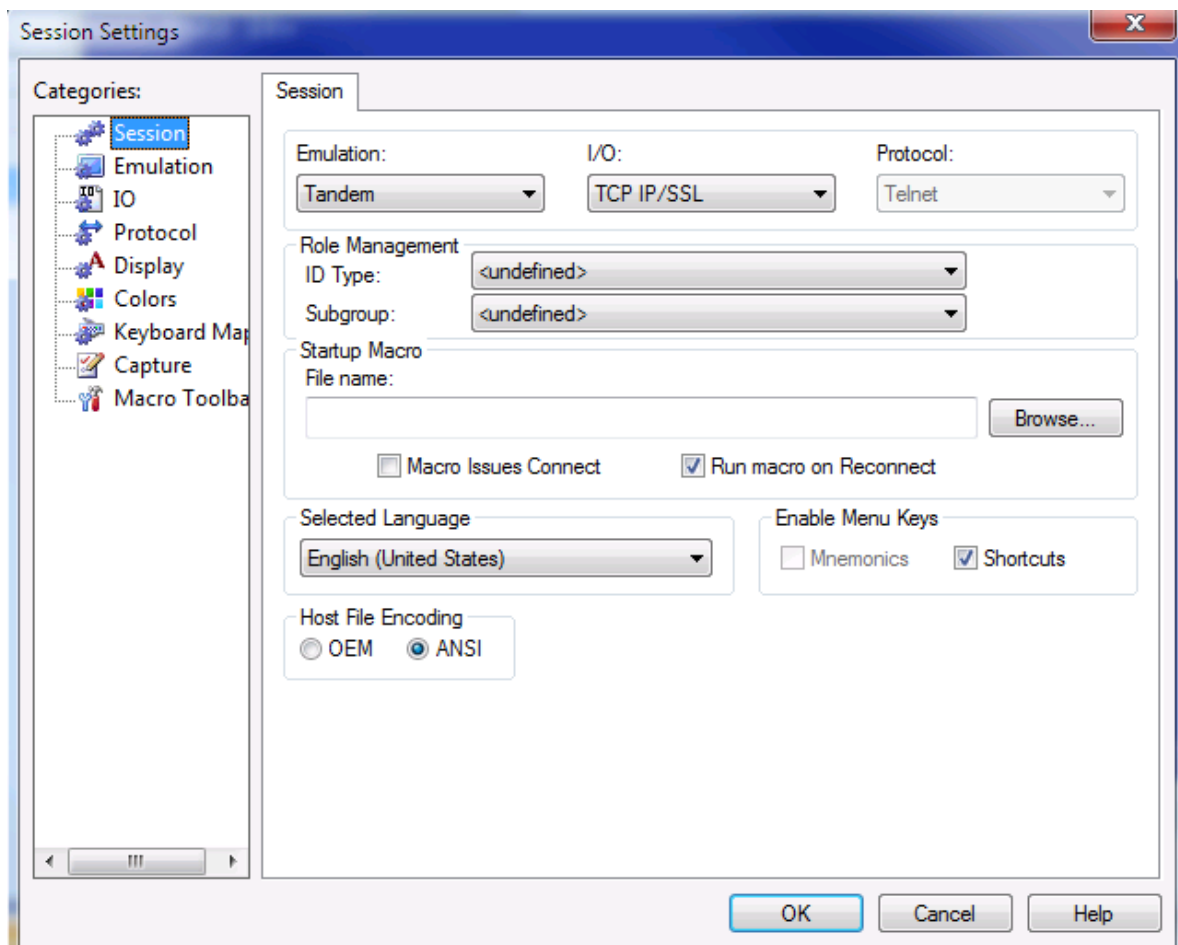 Session Settings
Categories:
Session
Emulation
IO
Protocol
Display
Colors
Keyboard Map
Capture
Macro Toolba
Session
Emulation: I/O: Protocol:
Tandem TCP IP/SSL Telnet
Role Management
ID Type: <undefined>
Subgroup: <undefined>
Startup Macro
File name:
Browse...
Macro Issues Connect Run macro on Reconnect
Selected Language Enable Menu Keys
English (United States) Mnemonics Shortcuts
Host File Encoding
OEM ANSI
OK Cancel Help